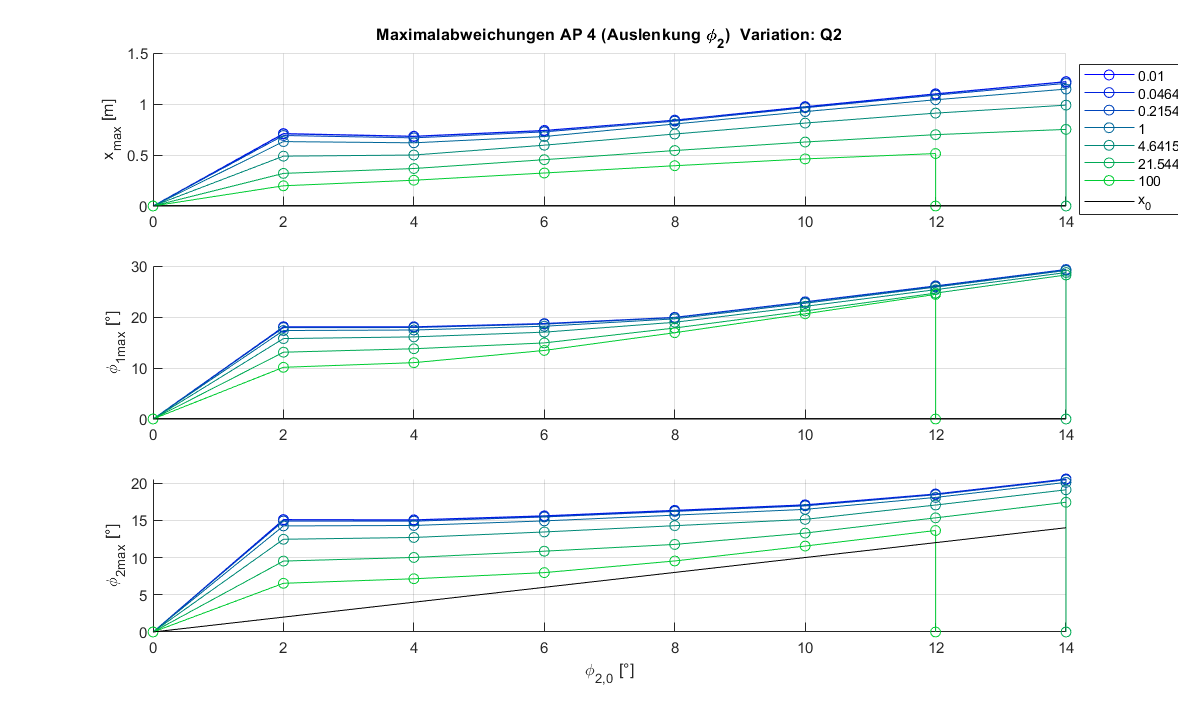 Maximalabweichungen AP 4 (Auslenkung ϕ₂)  Variation: Q2
1.5
1
0.5
0
x_max [m]
0 2 4 6 8 10 12 14
0.01
0.0464
0.2154
1
4.6415
21.544
100
x₀
30
20
10
0
ϕ_1max [°]
0 2 4 6 8 10 12 14
20
15
10
5
0
ϕ_2max [°]
0 2 4 6 8 10 12 14
ϕ_2,0 [°]